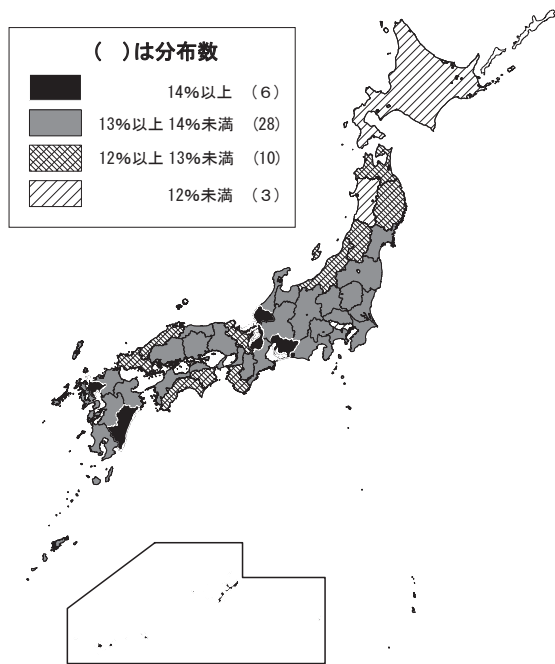 (　)は分布数
14％以上 (6)
13％以上 14％未満 (28)
12％以上 13％未満 (10)
12％未満 (3)